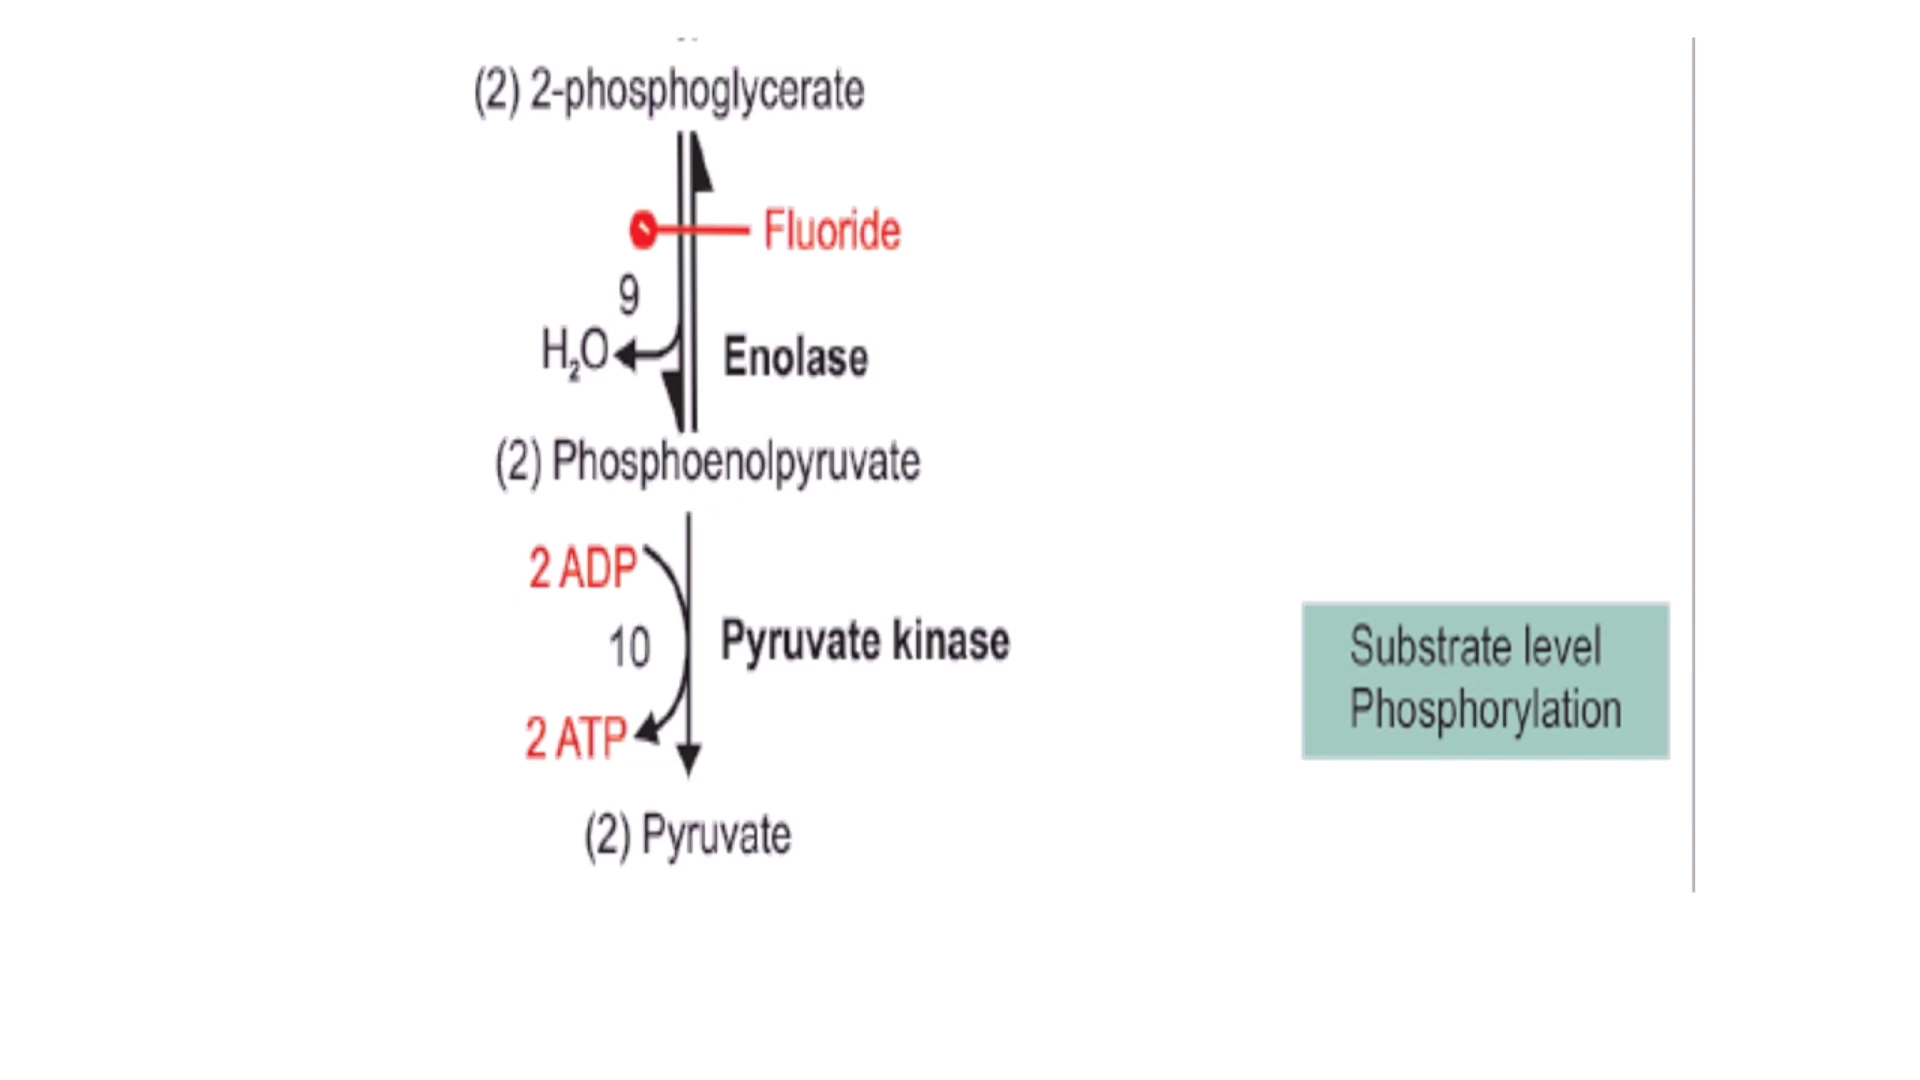 (2) 2-phosphoglycerate
Fluoride
9
H₂O
Enolase
(2) Phosphoenolpyruvate
2 ADP
10
Pyruvate kinase
2 ATP
(2) Pyruvate
Substrate level
Phosphorylation